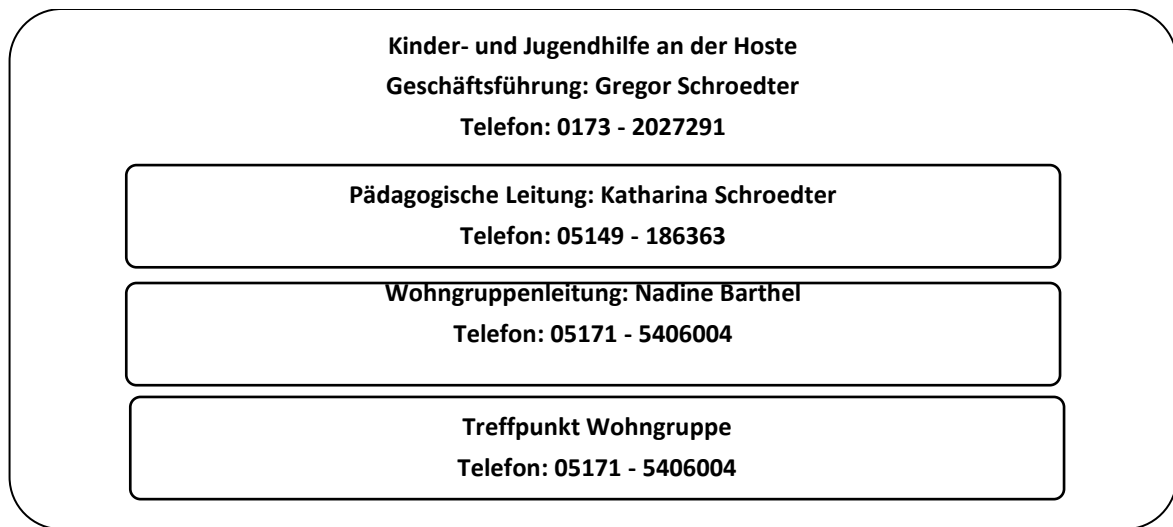 Kinder- und Jugendhilfe an der Hoste
Geschäftsführung: Gregor Schroedter
Telefon: 0173 - 2027291
Pädagogische Leitung: Katharina Schroedter
Telefon: 05149 - 186363
Wohngruppenleitung: Nadine Barthel
Telefon: 05171 - 5406004
Treffpunkt Wohngruppe
Telefon: 05171 - 5406004